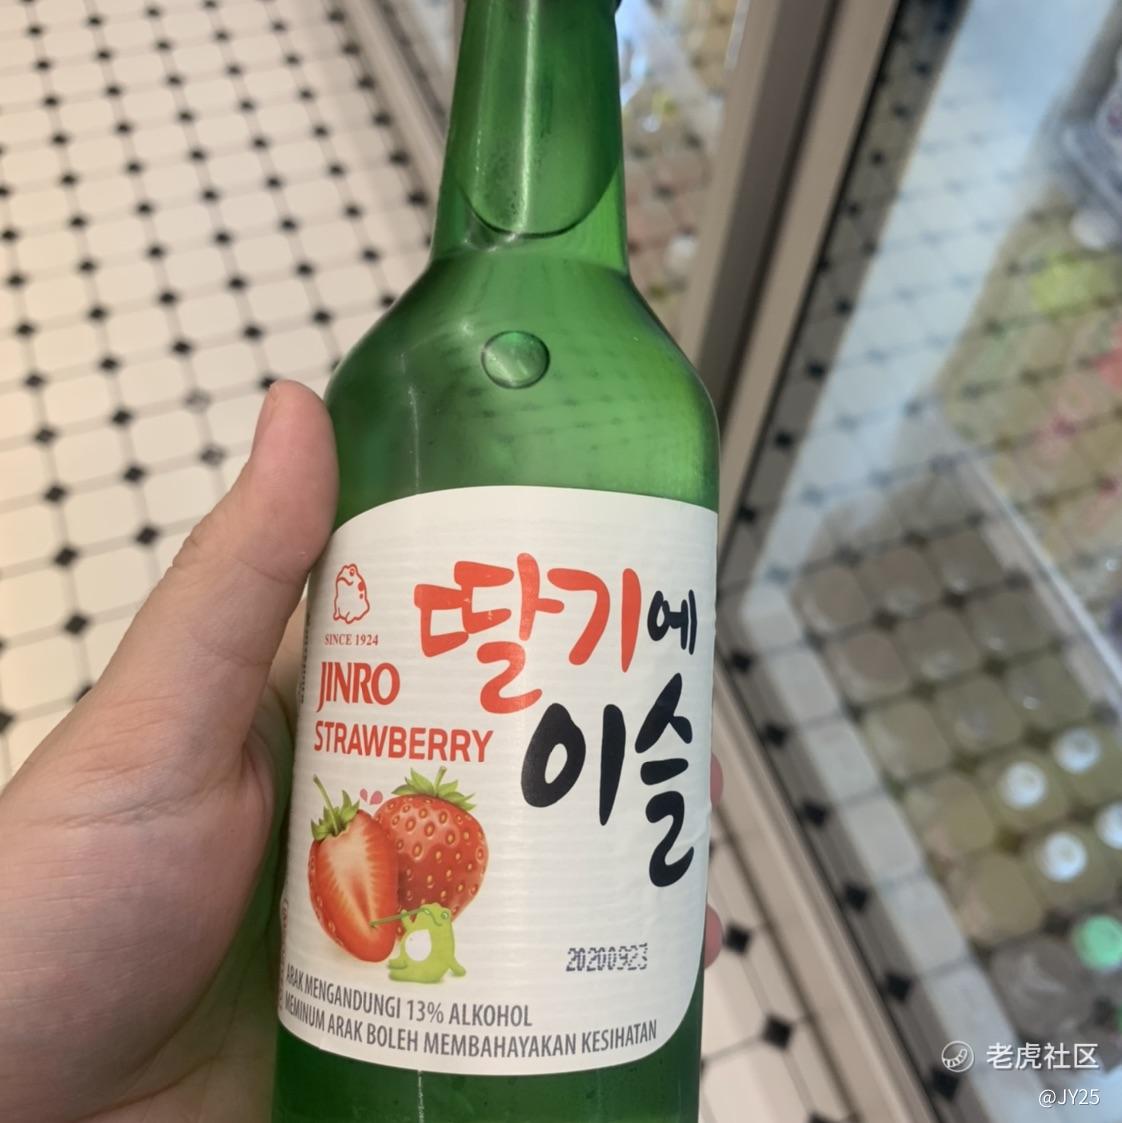 SINCE 1924
JINRO
STRAWBERRY
딸기에
이슬
20200923
ARAK MENGANDUNGI 13% ALKOHOL
MEMINUM ARAK BOLEH MEMBAHAYAKAN KESIHATAN
老虎社区
@JY25